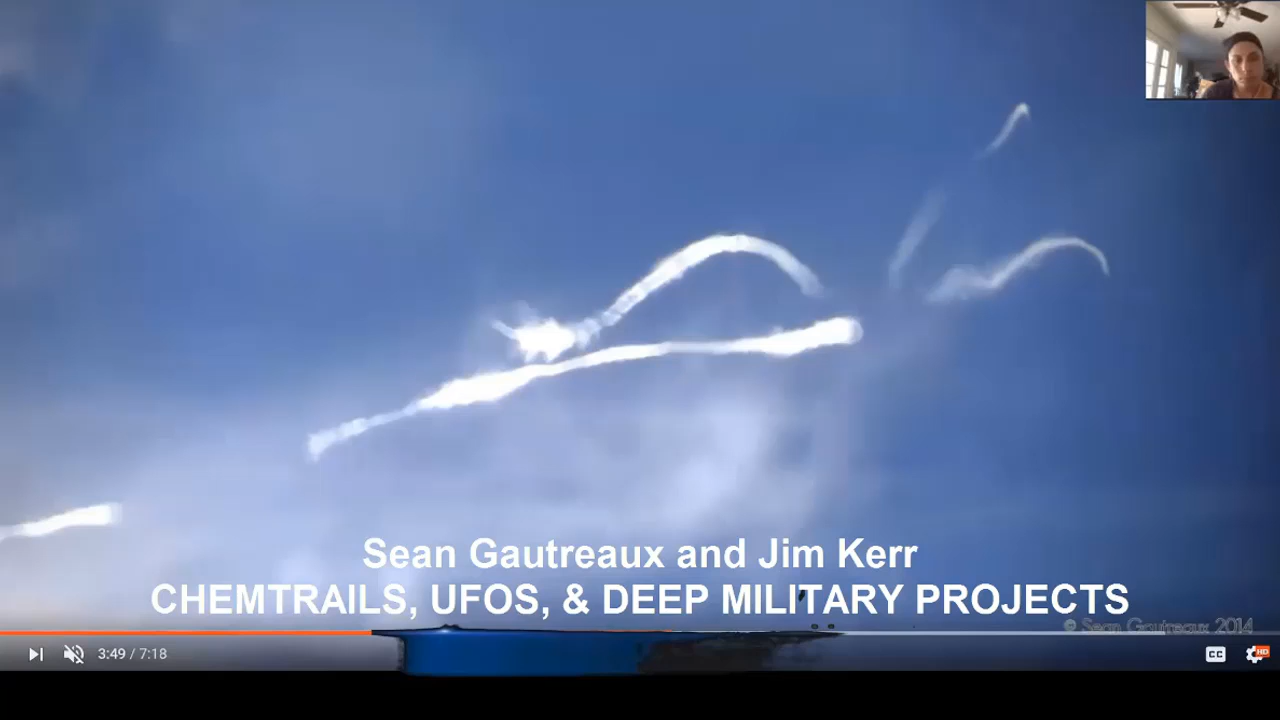 Sean Gautreaux and Jim Kerr
CHEMTRAILS, UFOS, & DEEP MILITARY PROJECTS
© Sean Gautreaux 2014
3:49 / 7:18
CC
HD